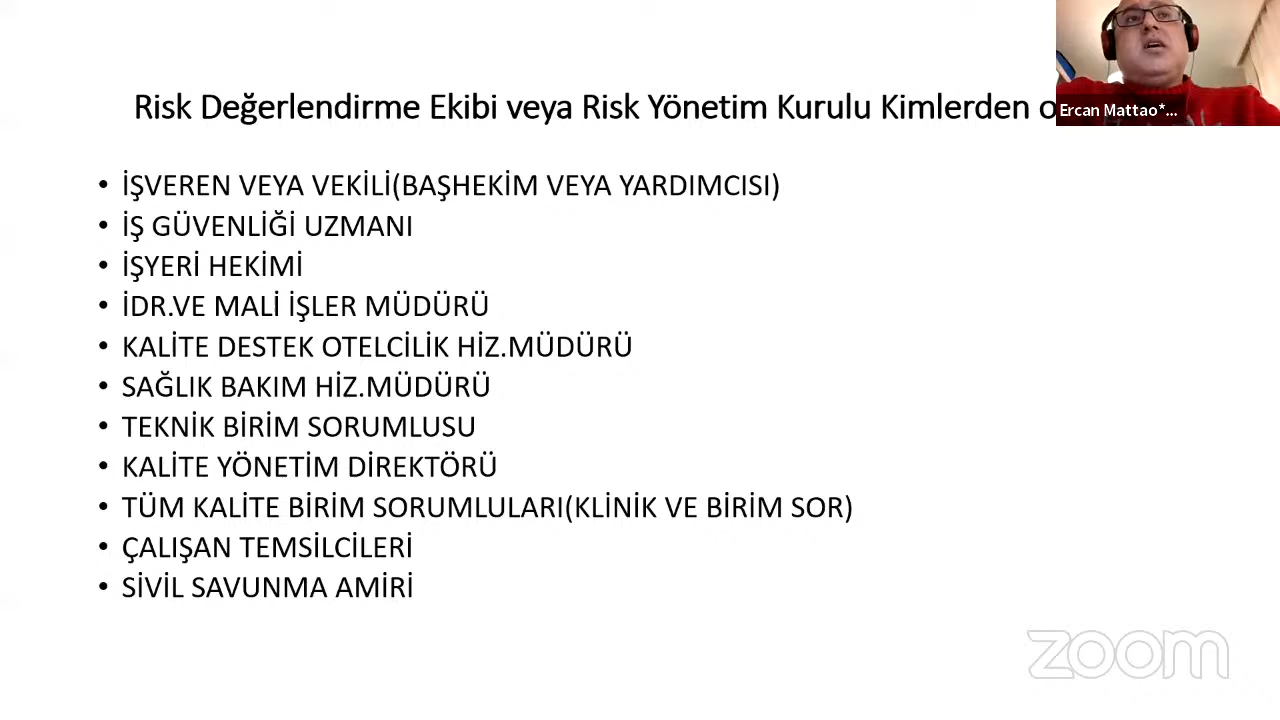 Risk Değerlendirme Ekibi veya Risk Yönetim Kurulu Kimlerden
Ercan Mattao*...
• İŞVEREN VEYA VEKİLİ(BAŞHEKİM VEYA YARDIMCISI)
• İŞ GÜVENLİĞİ UZMANI
• İŞYERİ HEKİMİ
• İDR.VE MALİ İŞLER MÜDÜRÜ
• KALİTE DESTEK OTELCİLİK HİZ.MÜDÜRÜ
• SAĞLIK BAKIM HİZ.MÜDÜRÜ
• TEKNİK BİRİM SORUMLUSU
• KALİTE YÖNETİM DİREKTÖRÜ
• TÜM KALİTE BİRİM SORUMLULARI(KLİNİK VE BİRİM SOR)
• ÇALIŞAN TEMSİLCİLERİ
• SİVİL SAVUNMA AMİRİ
zoom